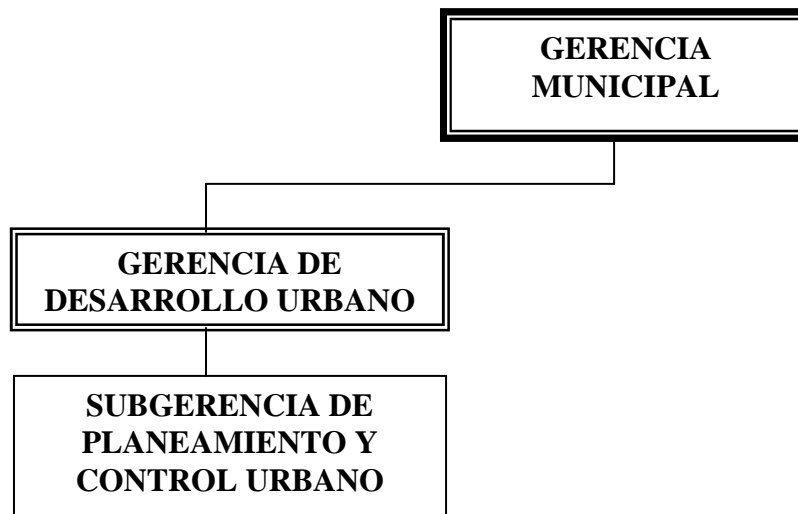 GERENCIA
MUNICIPAL
GERENCIA DE
DESARROLLO URBANO
SUBGERENCIA DE
PLANEAMIENTO Y
CONTROL URBANO